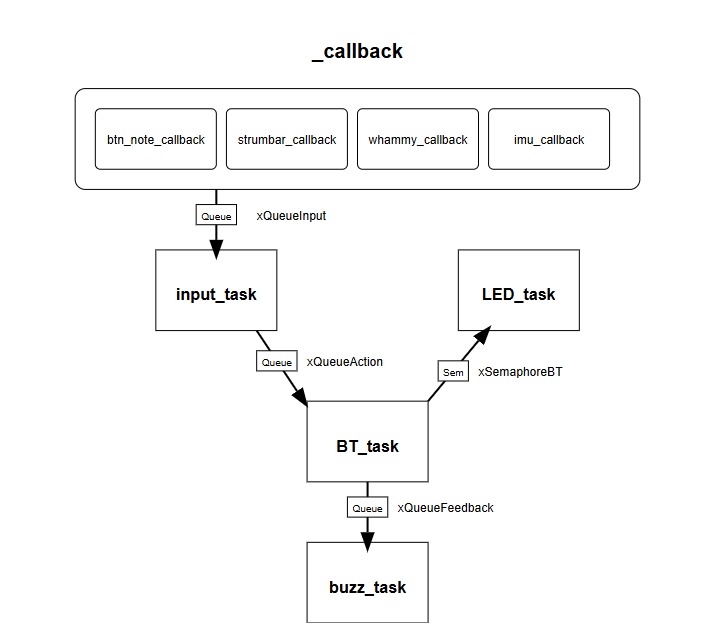 _callback
btn_note_callback
strumbar_callback
whammy_callback
imu_callback
Queue
xQueueInput
input_task
LED_task
Queue
xQueueAction
Sem
xSemaphoreBT
BT_task
Queue
xQueueFeedback
buzz_task